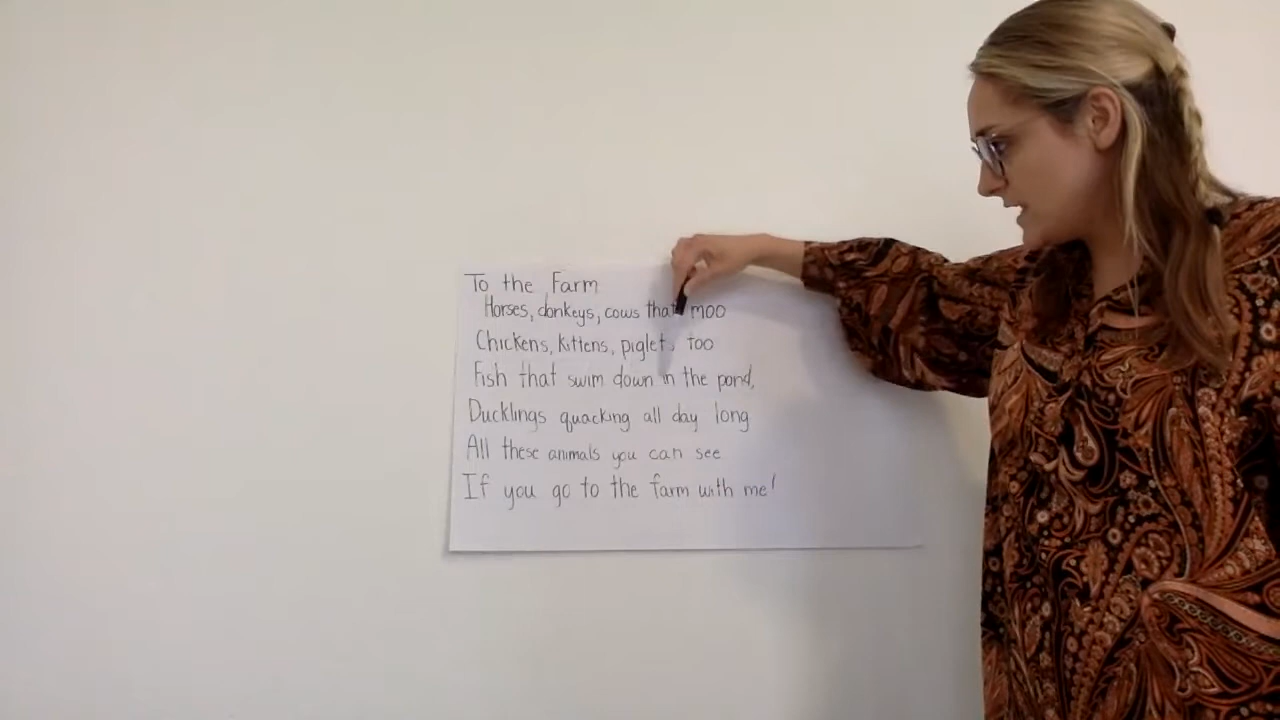 To the Farm
Horses, donkeys, cows that moo
Chickens, kittens, piglets too
Fish that swim down in the pond,
Ducklings quacking all day long
All these animals you can see
If you go to the farm with me!